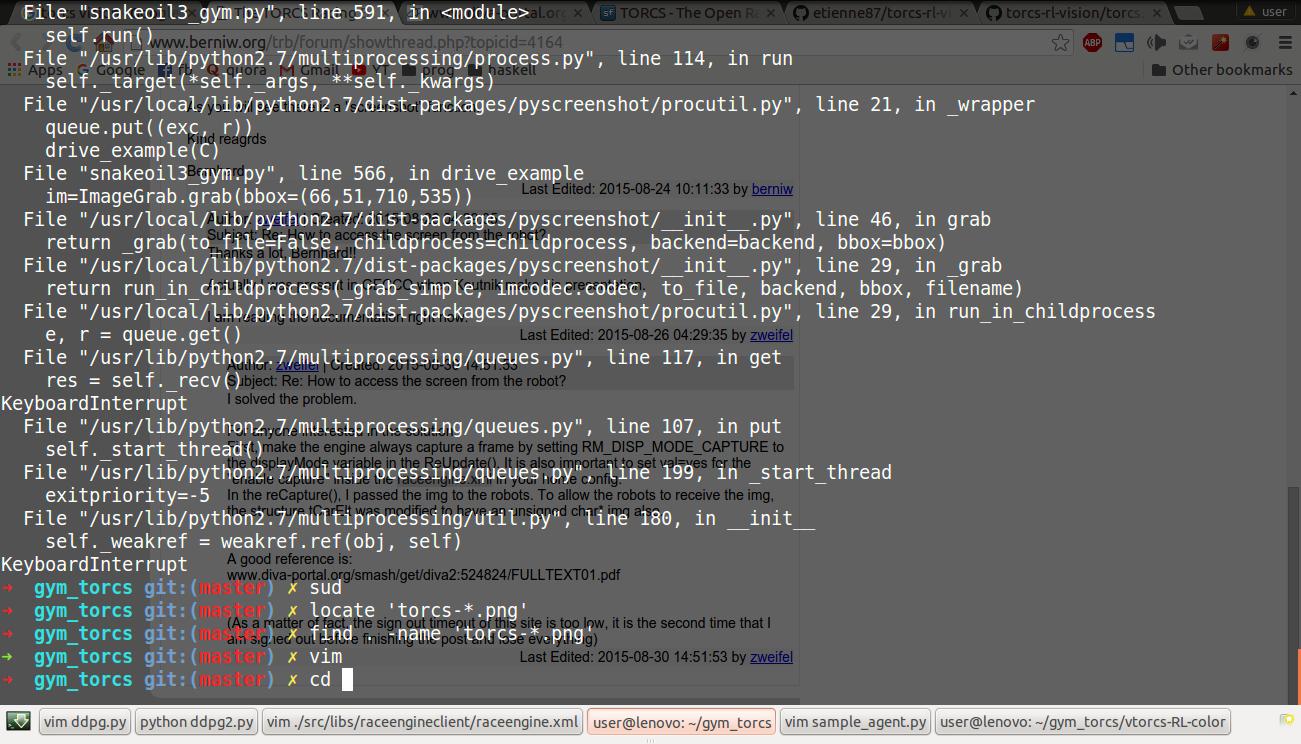 File "snakeoil3_gym.py", line 591, in <module>
TORCS - The Open Ra
etienne87/torcs-rl-v
torcs-rl-vision/torcs.
user
self.run()
www.berniw.org/trb/forum/showthread.php?topicid=4164
ABP
File "/usr/lib/python2.7/multiprocessing/process.py", line 114, in run
Apps Google fb quora Gmail YT prog haskell
Other bookmarks
self._target(*self._args, **self._kwargs)
File "/usr/local/lib/python2.7/dist-packages/pyscreenshot/procutil.py", line 21, in _wrapper
queue.put((exc, r))
Kind reagrds
drive_example(C)
File "snakeoil3_gym.py", line 566, in drive_example
Last Edited: 2015-08-24 10:11:33 by berniw
im=ImageGrab.grab(bbox=(66,51,710,535))
File "/usr/local/lib/python2.7/dist-packages/pyscreenshot/__init__.py", line 46, in grab
Subject: Re: How to access the screen from the robot?
return _grab(to_file=False, childprocess=childprocess, backend=backend, bbox=bbox)
Thanks a lot, Bernhard!!
File "/usr/local/lib/python2.7/dist-packages/pyscreenshot/__init__.py", line 29, in _grab
return run_in_childprocess(_grab_simple, imcodec.codec, to_file, backend, bbox, filename)
File "/usr/local/lib/python2.7/dist-packages/pyscreenshot/procutil.py", line 29, in run_in_childprocess
I am reading the documentation right now.
e, r = queue.get()
Last Edited: 2015-08-26 04:29:35 by zweifel
File "/usr/lib/python2.7/multiprocessing/queues.py", line 117, in get
Author: zweifel | Created: 2015-08-30 14:51:53
res = self._recv()
Subject: Re: How to access the screen from the robot?
KeyboardInterrupt
I solved the problem.
File "/usr/lib/python2.7/multiprocessing/queues.py", line 107, in put
For anyone interested in the solution:
self._start_thread()
First, make the engine always capture a frame by setting RM_DISP_MODE_CAPTURE to
the displayMode variable in the ReUpdate(). It is also important to set val=yes for the
File "/usr/lib/python2.7/multiprocessing/queues.py", line 199, in _start_thread
"enable capture" inside the raceengine.xml in your home config.
exitpriority=-5
In the reCapture(), I passed the img to the robots. To allow the robots to receive the img,
the structure tCarElt was modified to have an unsigned char* img also.
File "/usr/lib/python2.7/multiprocessing/util.py", line 180, in __init__
self._weakref = weakref.ref(obj, self)
A good reference is:
KeyboardInterrupt
www.diva-portal.org/smash/get/diva2:524824/FULLTEXT01.pdf
➜ gym_torcs git:(master) ✗ sud
➜ gym_torcs git:(master) ✗ locate 'torcs-*.png'
(As a matter of fact, the sign out timeout of this site is too low, it is the second time that I
am signed out before finishing the post and lose everything)
➜ gym_torcs git:(master) ✗ find . -name 'torcs-*.png'
➜ gym_torcs git:(master) ✗ vim
Last Edited: 2015-08-30 14:51:53 by zweifel
➜ gym_torcs git:(master) ✗ cd
vim ddpg.py
python ddpg2.py
vim ./src/libs/raceengineclient/raceengine.xml
user@lenovo: ~/gym_torcs
vim sample_agent.py
user@lenovo: ~/gym_torcs/vtorcs-RL-color